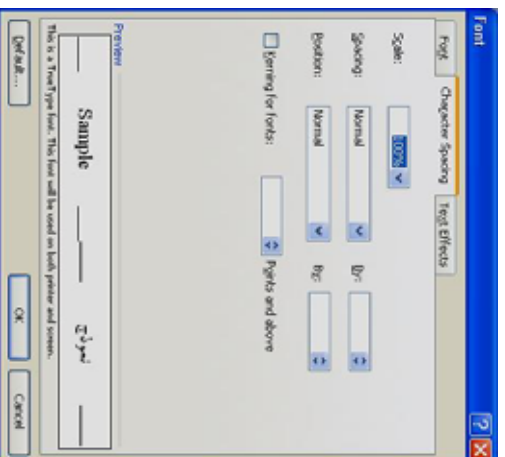 Font
Font Character Spacing Text Effects
Scale: 100%
Spacing: Normal By:
Position: Normal By:
Kerning for fonts: Points and above
Preview
Sample نموذج
This is a TrueType font. This font will be used on both printer and screen.
Default... OK Cancel